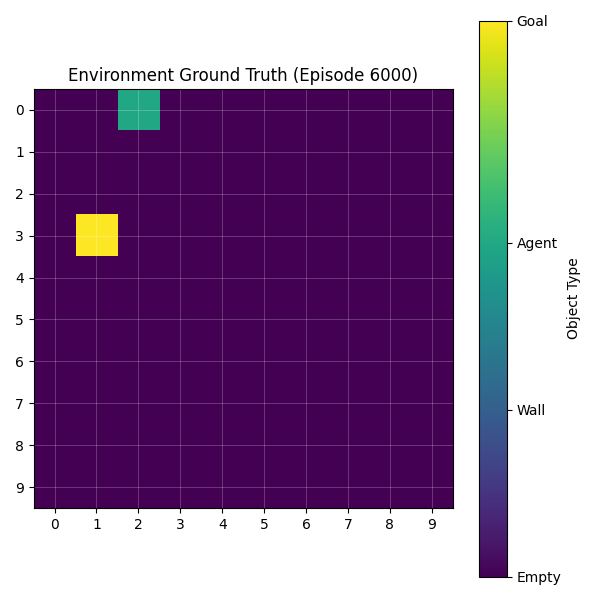 Environment Ground Truth (Episode 6000)
0
1
2
3
4
5
6
7
8
9
0 1 2 3 4 5 6 7 8 9
Goal
Agent
Wall
Empty
Object Type